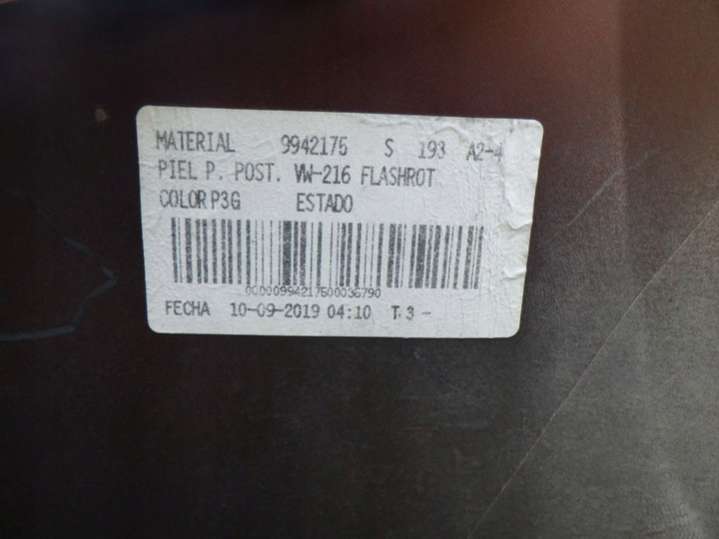 MATERIAL 9942175 S 193 A2-4
PIEL P. POST. VW-216 FLASHROT
COLOR P3G ESTADO
00000994217500036790
FECHA 10-09-2019 04:10 T.3 -